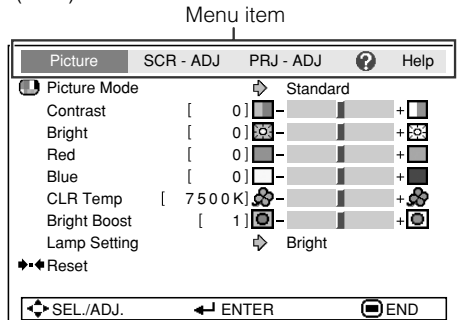 Menu item
Picture SCR - ADJ PRJ - ADJ ? Help
Picture Mode Standard
Contrast [ 0] - +
Bright [ 0] - +
Red [ 0] - +
Blue [ 0] - +
CLR Temp [ 7500K] - +
Bright Boost [ 1] - +
Lamp Setting Bright
Reset
SEL./ADJ. ENTER END